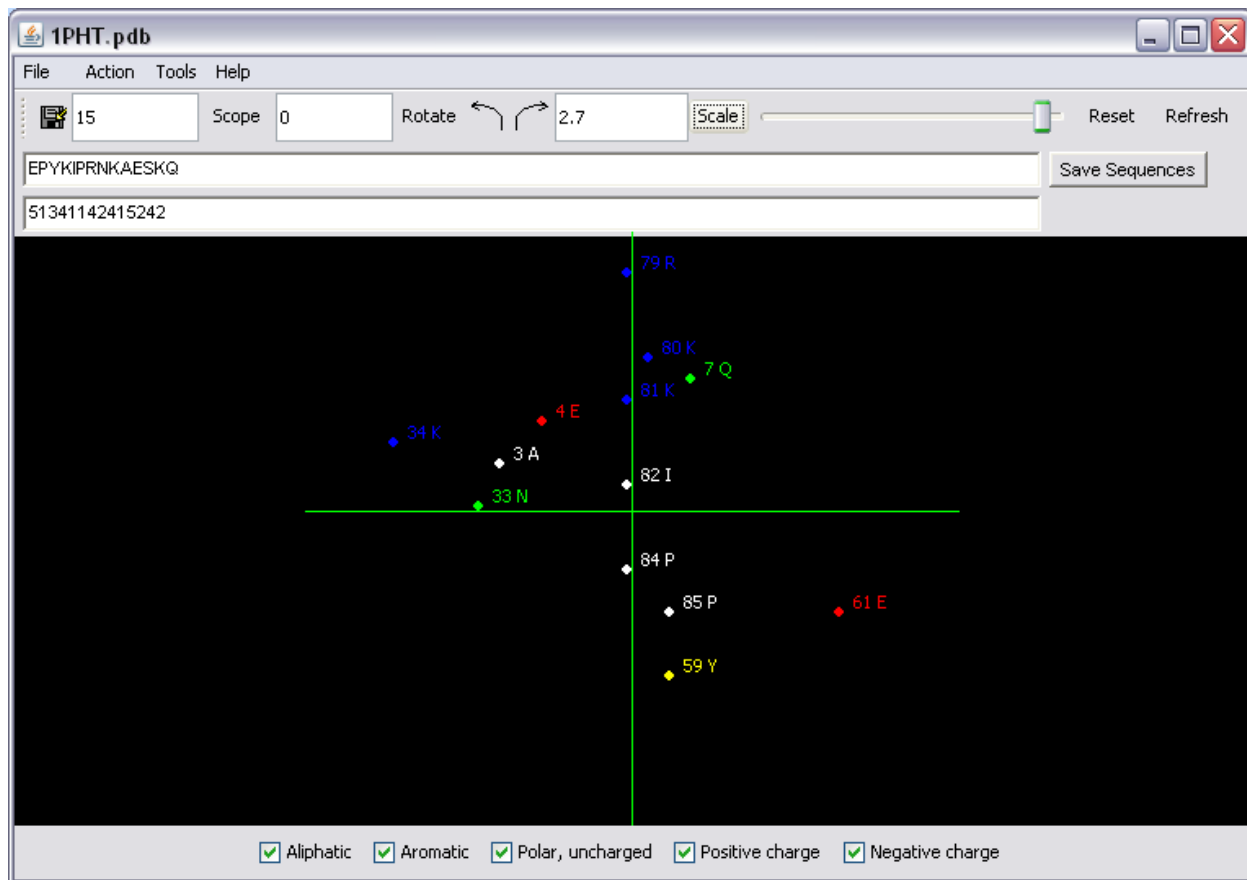 1PHT.pdb
File Action Tools Help
15 Scope 0 Rotate 2.7 Scale Reset Refresh
EPYKIPRNKAESKQ Save Sequences
51341142415242
79 R
80 K
7 Q
81 K
4 E
34 K
3 A
82 I
33 N
84 P
85 P 61 E
59 Y
Aliphatic Aromatic Polar, uncharged Positive charge Negative charge